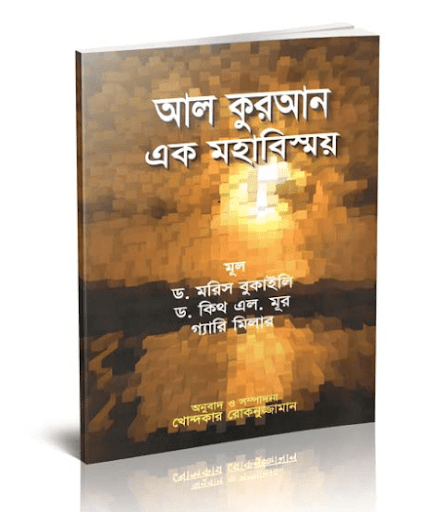 আল কুরআন
এক মহাবিস্ময়
মূল
ড. মরিস বুকাইলি
ড. কিথ এল. মূর
গ্যারি মিলার
অনুবাদ ও সম্পাদনা
খোন্দকার রোকনুজ্জামান